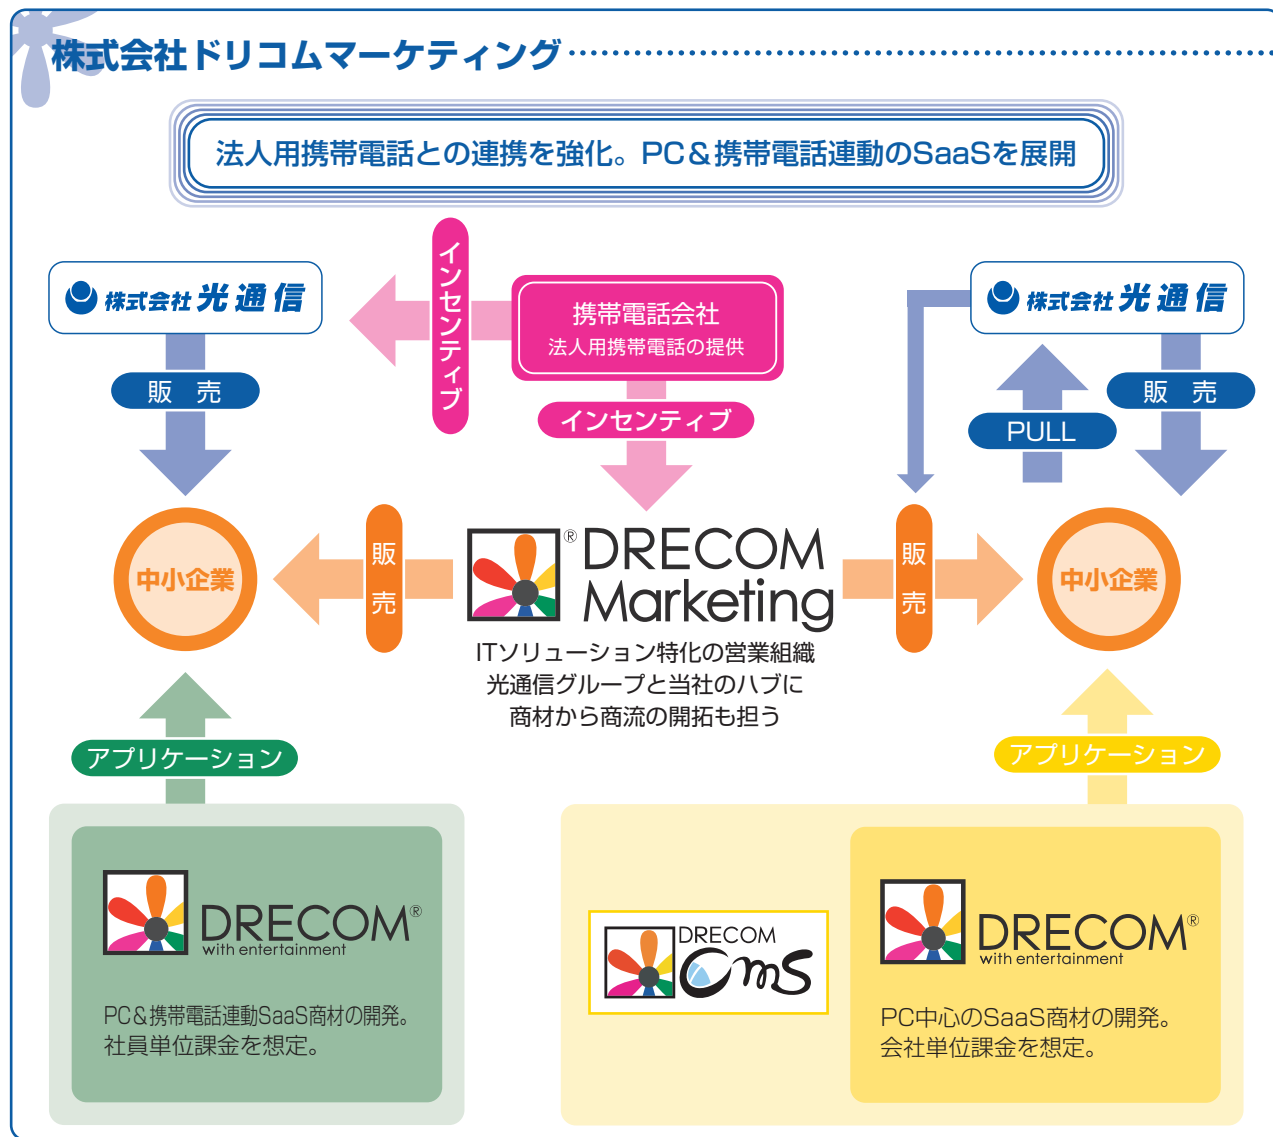 株式会社ドリコムマーケティング
法人用携帯電話との連携を強化。PC&携帯電話連動のSaaSを展開
株式会社 光通信
インセンティブ
携帯電話会社
法人用携帯電話の提供
株式会社 光通信
販 売
インセンティブ
PULL
販 売
中小企業
販売
® DRECOM
Marketing
販売
中小企業
ITソリューション特化の営業組織
光通信グループと当社のハブに
商材から商流の開拓も担う
アプリケーション
アプリケーション
DRECOM®
with entertainment
PC&携帯電話連動SaaS商材の開発。
社員単位課金を想定。
DRECOM
cms
DRECOM®
with entertainment
PC中心のSaaS商材の開発。
会社単位課金を想定。